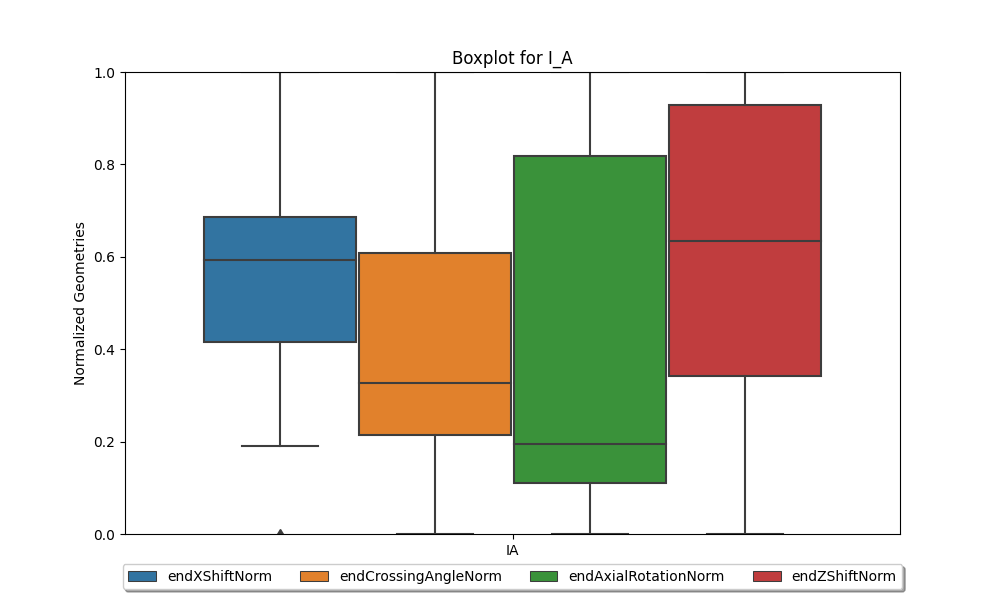 Boxplot for I_A
1.0
0.8
0.6
0.4
0.2
0.0
Normalized Geometries
IA
endXShiftNorm endCrossingAngleNorm endAxialRotationNorm endZShiftNorm